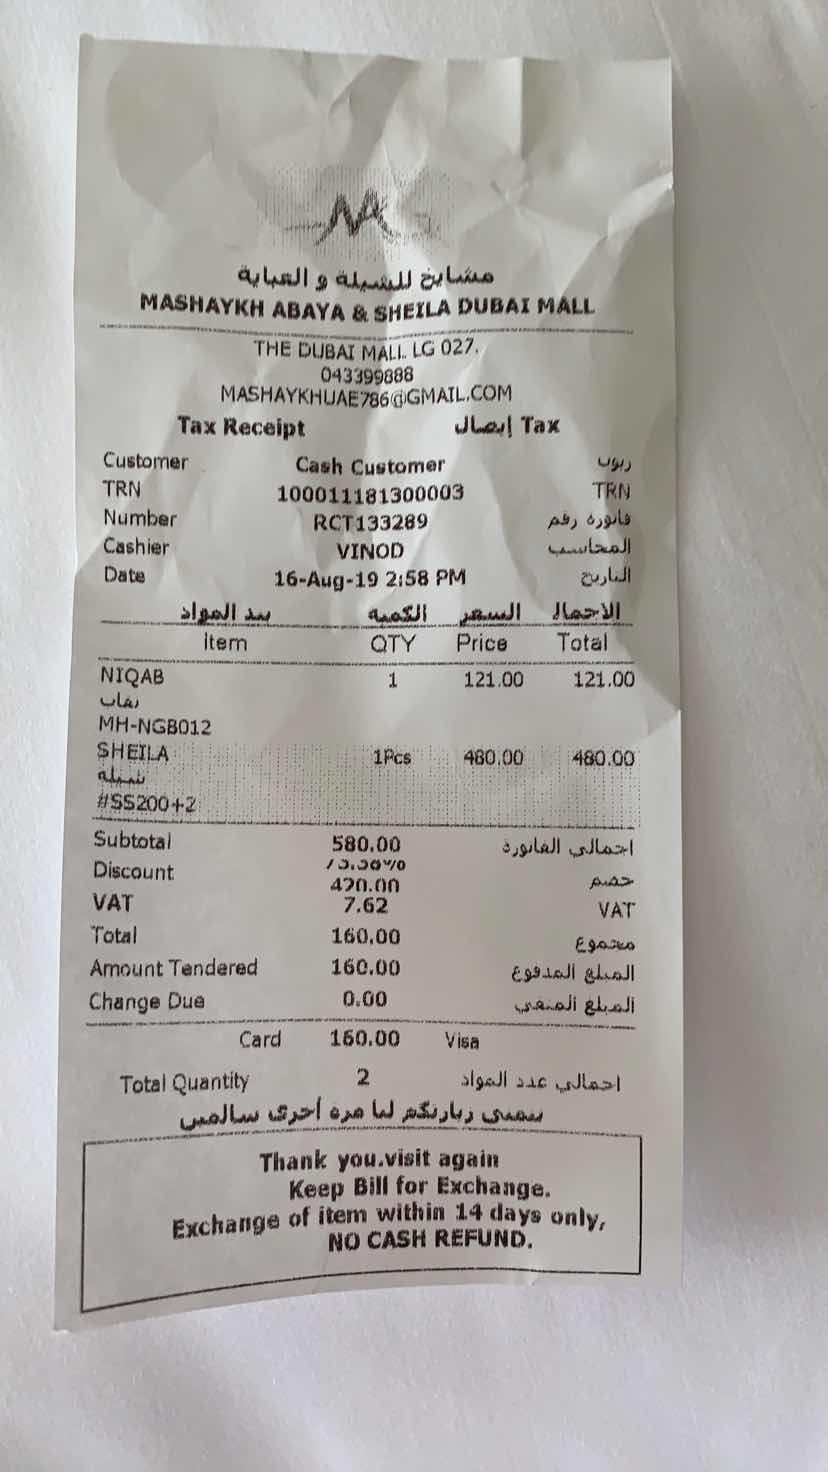 مشايخ للشيلة و العباية
MASHAYKH ABAYA & SHEILA DUBAI MALL
THE DUBAI MALL LG 027,
043399888
MASHAYKHUAE786@GMAIL.COM
Tax Receipt Tax إيصال
Customer Cash Customer زبون
TRN 100011181300003 TRN
Number RCT133289 فاتورة رقم
Cashier VINOD المحاسب
Date 16-Aug-19 2:58 PM التاريخ
بند المواد الكمية السعر الاجمالي
Item QTY Price Total
NIQAB 1 121.00 121.00
نقاب
MH-NGB012
SHEILA 1Pcs 480.00 480.00
شيلة
#SS200+2
Subtotal 580.00 اجمالي الفاتورة
Discount 420.00 خصم
VAT 7.62 VAT
Total 160.00 مجموع
Amount Tendered 160.00 المبلغ المدفوع
Change Due 0.00 المبلغ المتبقي
Card 160.00 Visa
Total Quantity 2 اجمالي عدد المواد
نتمنى زيارتكم لنا مرة أخرى سالمين
Thank you.visit again
Keep Bill for Exchange.
Exchange of item within 14 days only,
NO CASH REFUND.